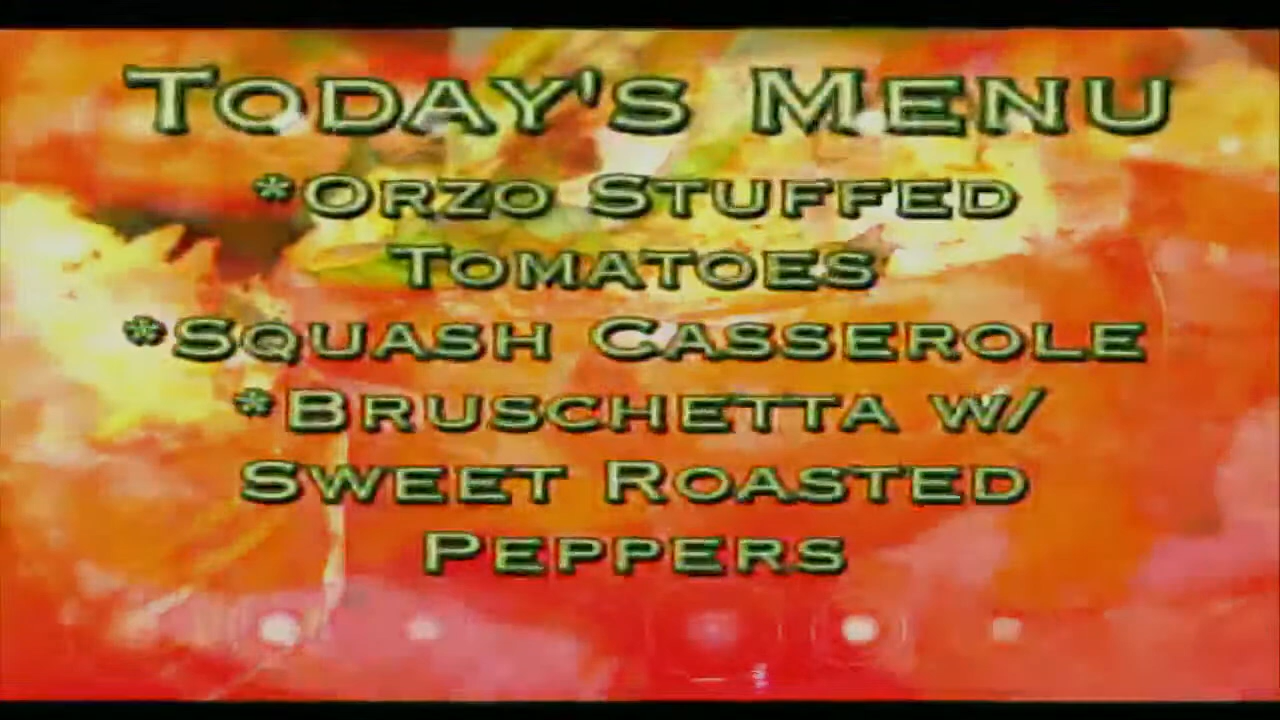 Today's Menu
*Orzo Stuffed
Tomatoes
*Squash Casserole
*Bruschetta w/
Sweet Roasted
Peppers